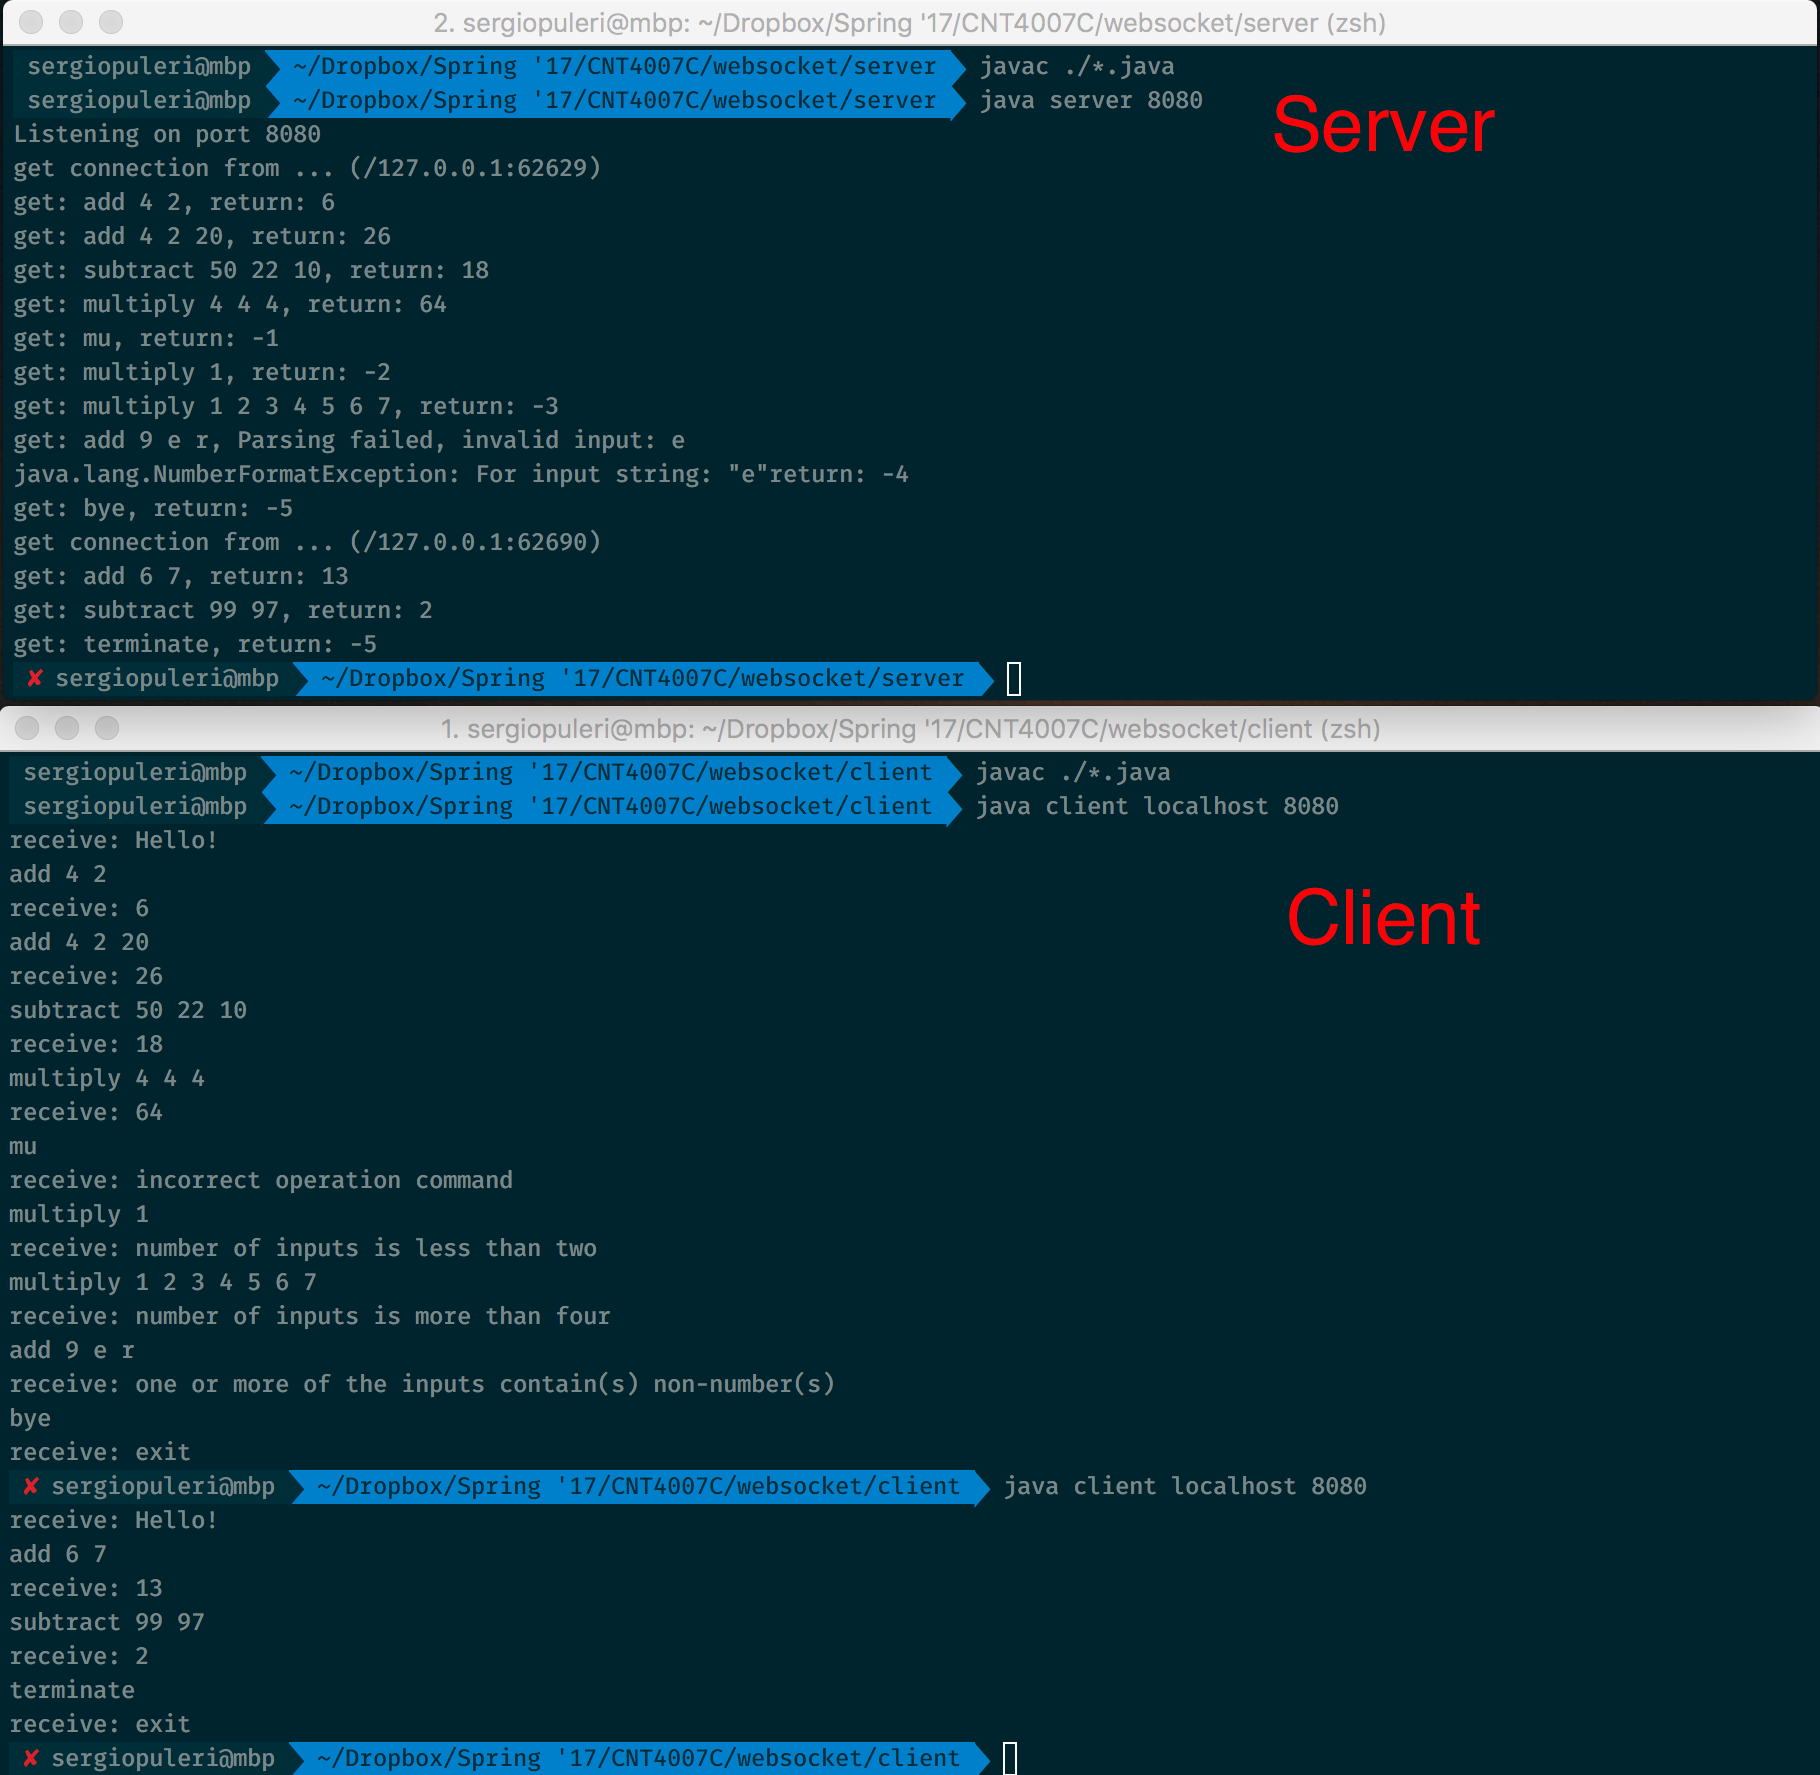 2. sergiopuleri@mbp: ~/Dropbox/Spring '17/CNT4007C/websocket/server (zsh)
sergiopuleri@mbp ~/Dropbox/Spring '17/CNT4007C/websocket/server javac ./*.java
sergiopuleri@mbp ~/Dropbox/Spring '17/CNT4007C/websocket/server java server 8080
Server
Listening on port 8080
get connection from ... (/127.0.0.1:62629)
get: add 4 2, return: 6
get: add 4 2 20, return: 26
get: subtract 50 22 10, return: 18
get: multiply 4 4 4, return: 64
get: mu, return: -1
get: multiply 1, return: -2
get: multiply 1 2 3 4 5 6 7, return: -3
get: add 9 e r, Parsing failed, invalid input: e
java.lang.NumberFormatException: For input string: "e"return: -4
get: bye, return: -5
get connection from ... (/127.0.0.1:62690)
get: add 6 7, return: 13
get: subtract 99 97, return: 2
get: terminate, return: -5
✘ sergiopuleri@mbp ~/Dropbox/Spring '17/CNT4007C/websocket/server
1. sergiopuleri@mbp: ~/Dropbox/Spring '17/CNT4007C/websocket/client (zsh)
sergiopuleri@mbp ~/Dropbox/Spring '17/CNT4007C/websocket/client javac ./*.java
sergiopuleri@mbp ~/Dropbox/Spring '17/CNT4007C/websocket/client java client localhost 8080
receive: Hello!
add 4 2
Client
receive: 6
add 4 2 20
receive: 26
subtract 50 22 10
receive: 18
multiply 4 4 4
receive: 64
mu
receive: incorrect operation command
multiply 1
receive: number of inputs is less than two
multiply 1 2 3 4 5 6 7
receive: number of inputs is more than four
add 9 e r
receive: one or more of the inputs contain(s) non-number(s)
bye
receive: exit
✘ sergiopuleri@mbp ~/Dropbox/Spring '17/CNT4007C/websocket/client java client localhost 8080
receive: Hello!
add 6 7
receive: 13
subtract 99 97
receive: 2
terminate
receive: exit
✘ sergiopuleri@mbp ~/Dropbox/Spring '17/CNT4007C/websocket/client